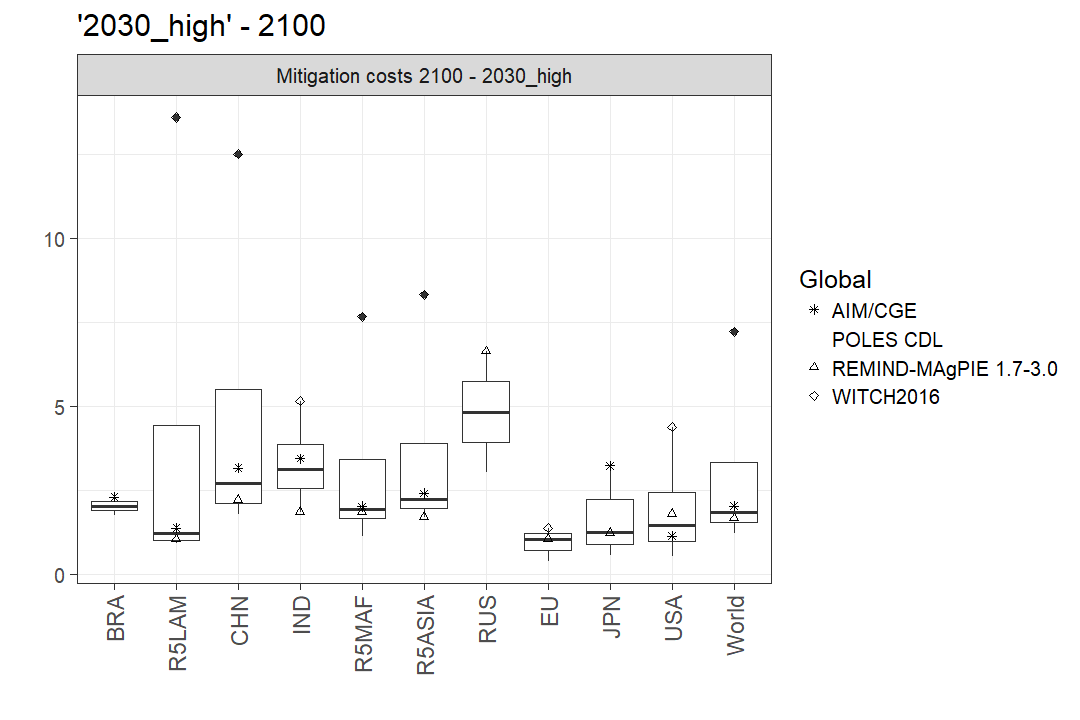 '2030_high' - 2100
Mitigation costs 2100 - 2030_high
10
5
0
BRA
R5LAM
CHN
IND
R5MAF
R5ASIA
RUS
EU
JPN
USA
World
Global
AIM/CGE
POLES CDL
REMIND-MAgPIE 1.7-3.0
WITCH2016